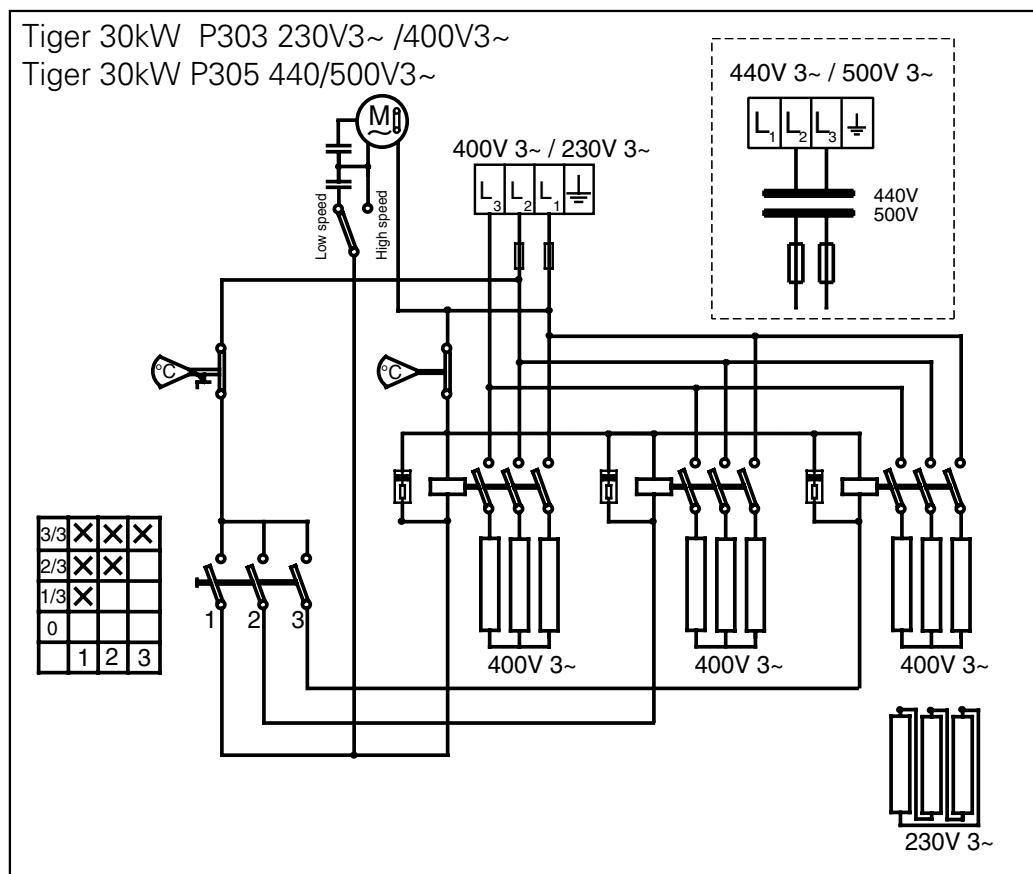 Tiger 30kW P303 230V3~ /400V3~
Tiger 30kW P305 440/500V3~
440V 3~ / 500V 3~
L1 L2 L3
440V
500V
M
~
400V 3~ / 230V 3~
L3 L2 L1
Low speed
High speed
°C
°C
3/3
2/3
1/3
0
1 2 3
1 2 3
400V 3~ 400V 3~ 400V 3~
230V 3~